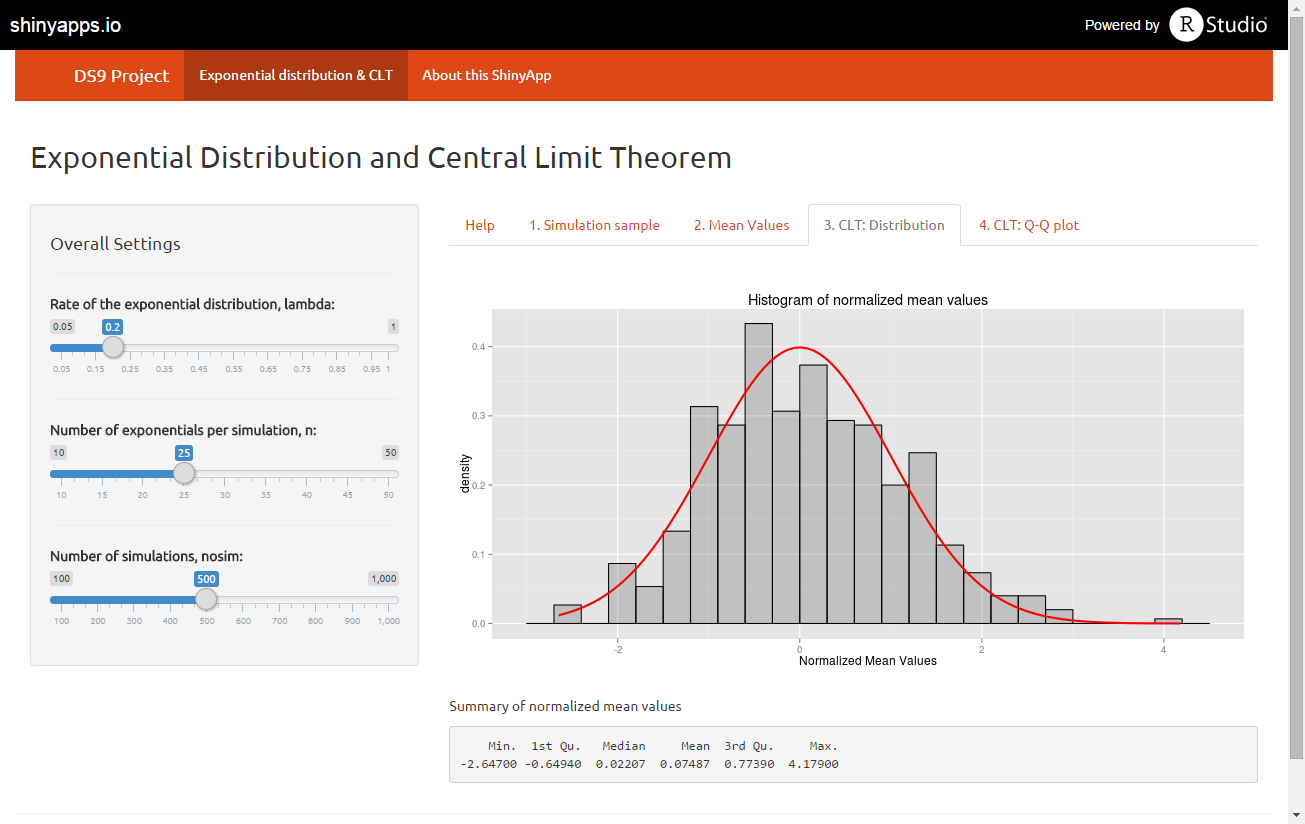 shinyapps.io
Powered by R Studio
DS9 Project Exponential distribution & CLT About this ShinyApp
Exponential Distribution and Central Limit Theorem
Overall Settings
Rate of the exponential distribution, lambda:
0.05 0.2 1
0.05 0.15 0.25 0.35 0.45 0.55 0.65 0.75 0.85 0.95 1
Number of exponentials per simulation, n:
10 25 50
10 15 20 25 30 35 40 45 50
Number of simulations, nosim:
100 500 1,000
100 200 300 400 500 600 700 800 900 1,000
Help 1. Simulation sample 2. Mean Values 3. CLT: Distribution 4. CLT: Q-Q plot
Histogram of normalized mean values
density
0.4
0.3
0.2
0.1
0.0
-2 0 2 4
Normalized Mean Values
Summary of normalized mean values
Min. 1st Qu. Median Mean 3rd Qu. Max.
-2.64700 -0.64940 0.02207 0.07487 0.77390 4.17900